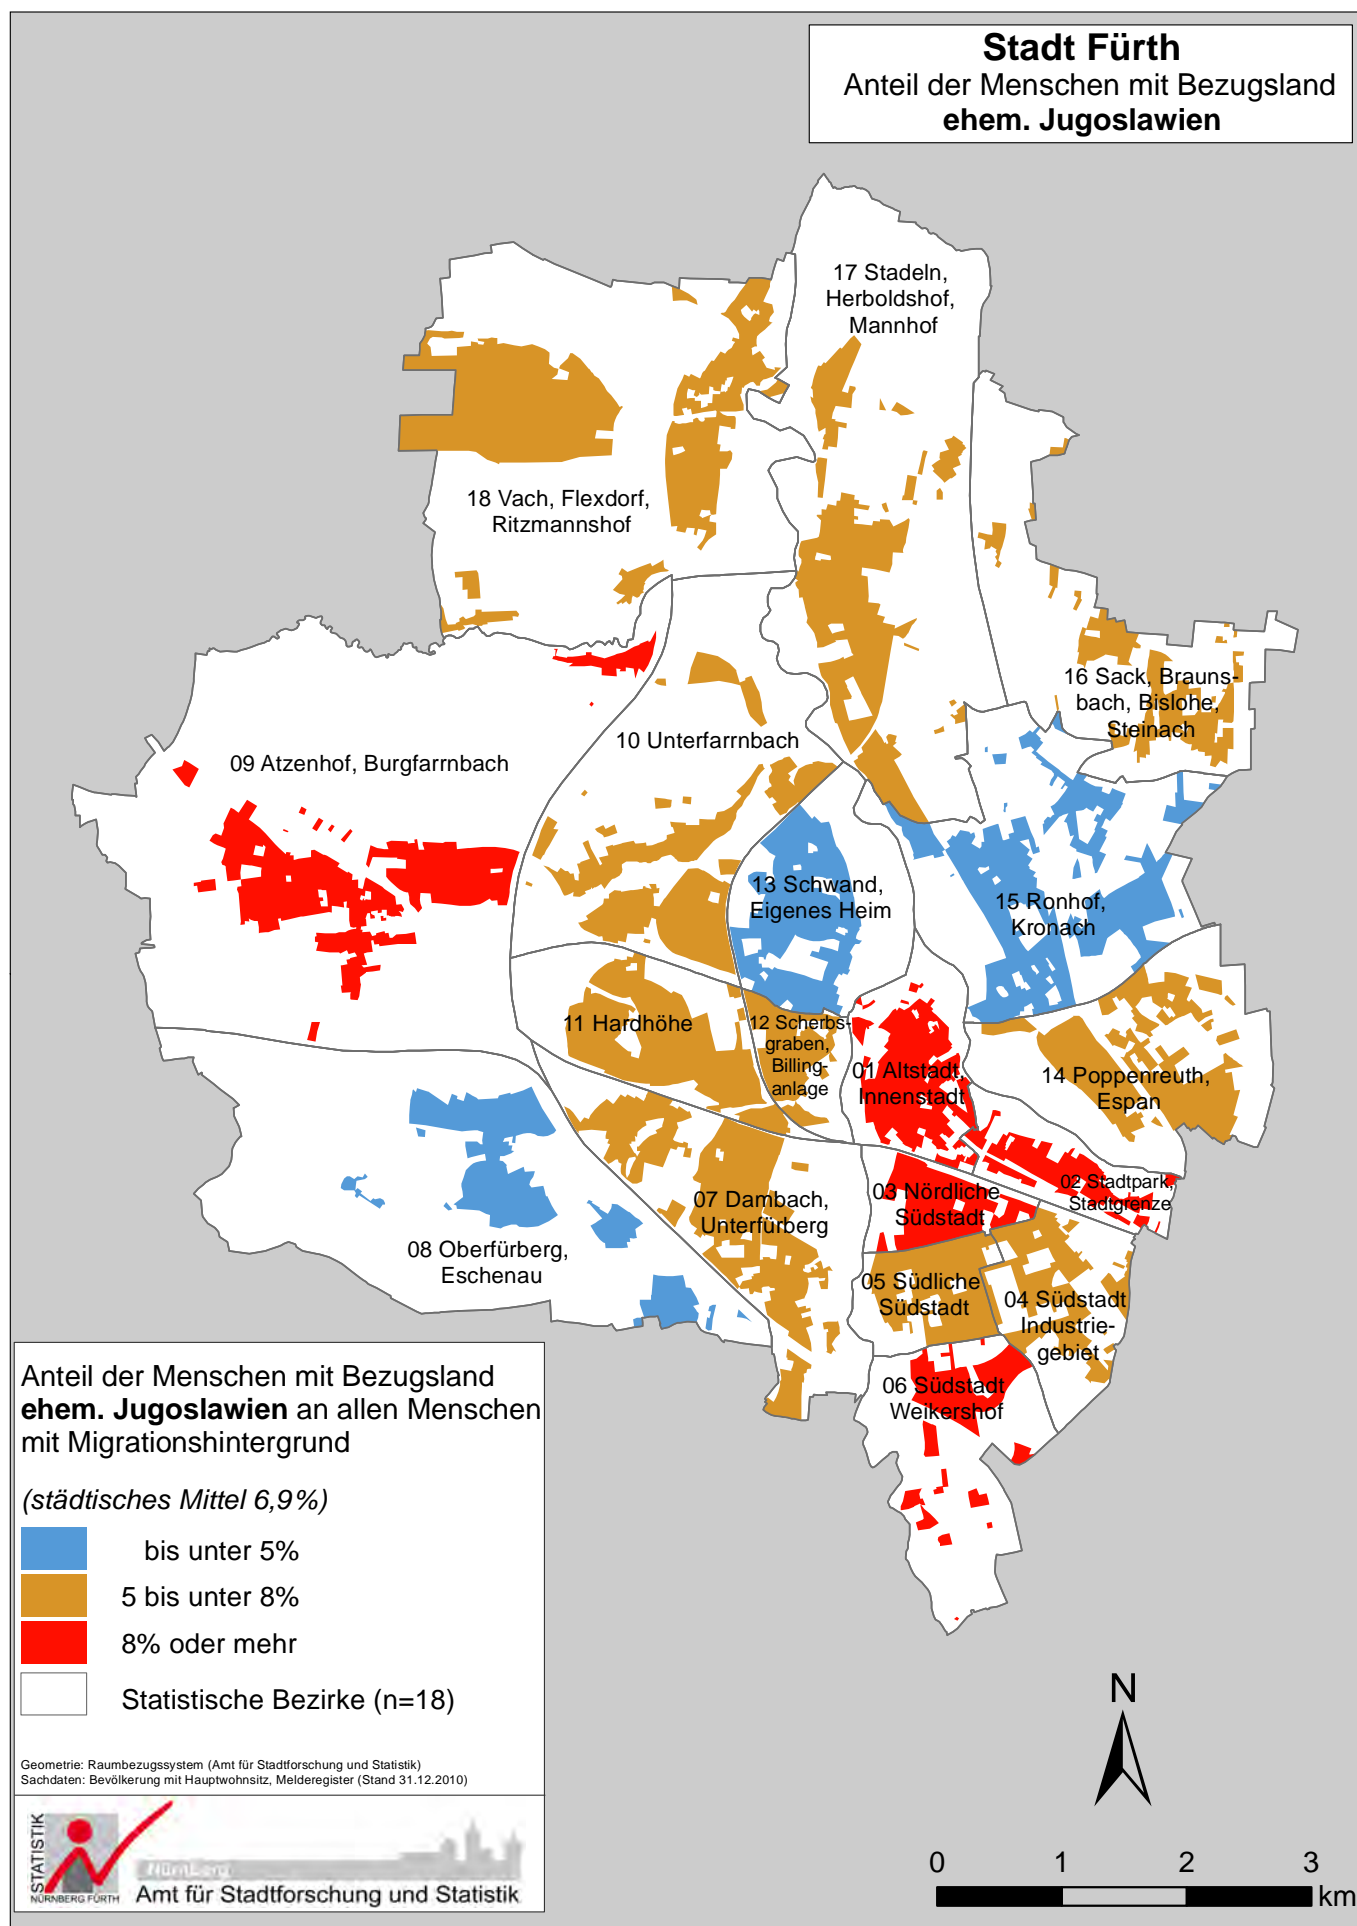 Stadt Fürth
Anteil der Menschen mit Bezugsland
ehem. Jugoslawien
17 Stadeln,
Herboldshof,
Mannhof
18 Vach, Flexdorf,
Ritzmannshof
16 Sack, Brauns-
bach, Bislohe,
Steinach
10 Unterfarrnbach
09 Atzenhof, Burgfarrnbach
13 Schwand,
Eigenes Heim
15 Ronhof,
Kronach
11 Hardhöhe
12 Scherbs-
graben,
Billing-
anlage
01 Altstadt,
Innenstadt
14 Poppenreuth,
Espan
02 Stadtpark,
Stadtgrenze
03 Nördliche
Südstadt
07 Dambach,
Unterfürberg
08 Oberfürberg,
Eschenau
05 Südliche
Südstadt
04 Südstadt
Industrie-
gebiet
06 Südstadt
Weikershof
Anteil der Menschen mit Bezugsland
ehem. Jugoslawien an allen Menschen
mit Migrationshintergrund
(städtisches Mittel 6,9%)
bis unter 5%
5 bis unter 8%
8% oder mehr
Statistische Bezirke (n=18)
Geometrie: Raumbezugssystem (Amt für Stadtforschung und Statistik)
Sachdaten: Bevölkerung mit Hauptwohnsitz, Melderegister (Stand 31.12.2010)
STATISTIK
NÜRNBERG FÜRTH
Nürnberg
Amt für Stadtforschung und Statistik
N
0 1 2 3
km